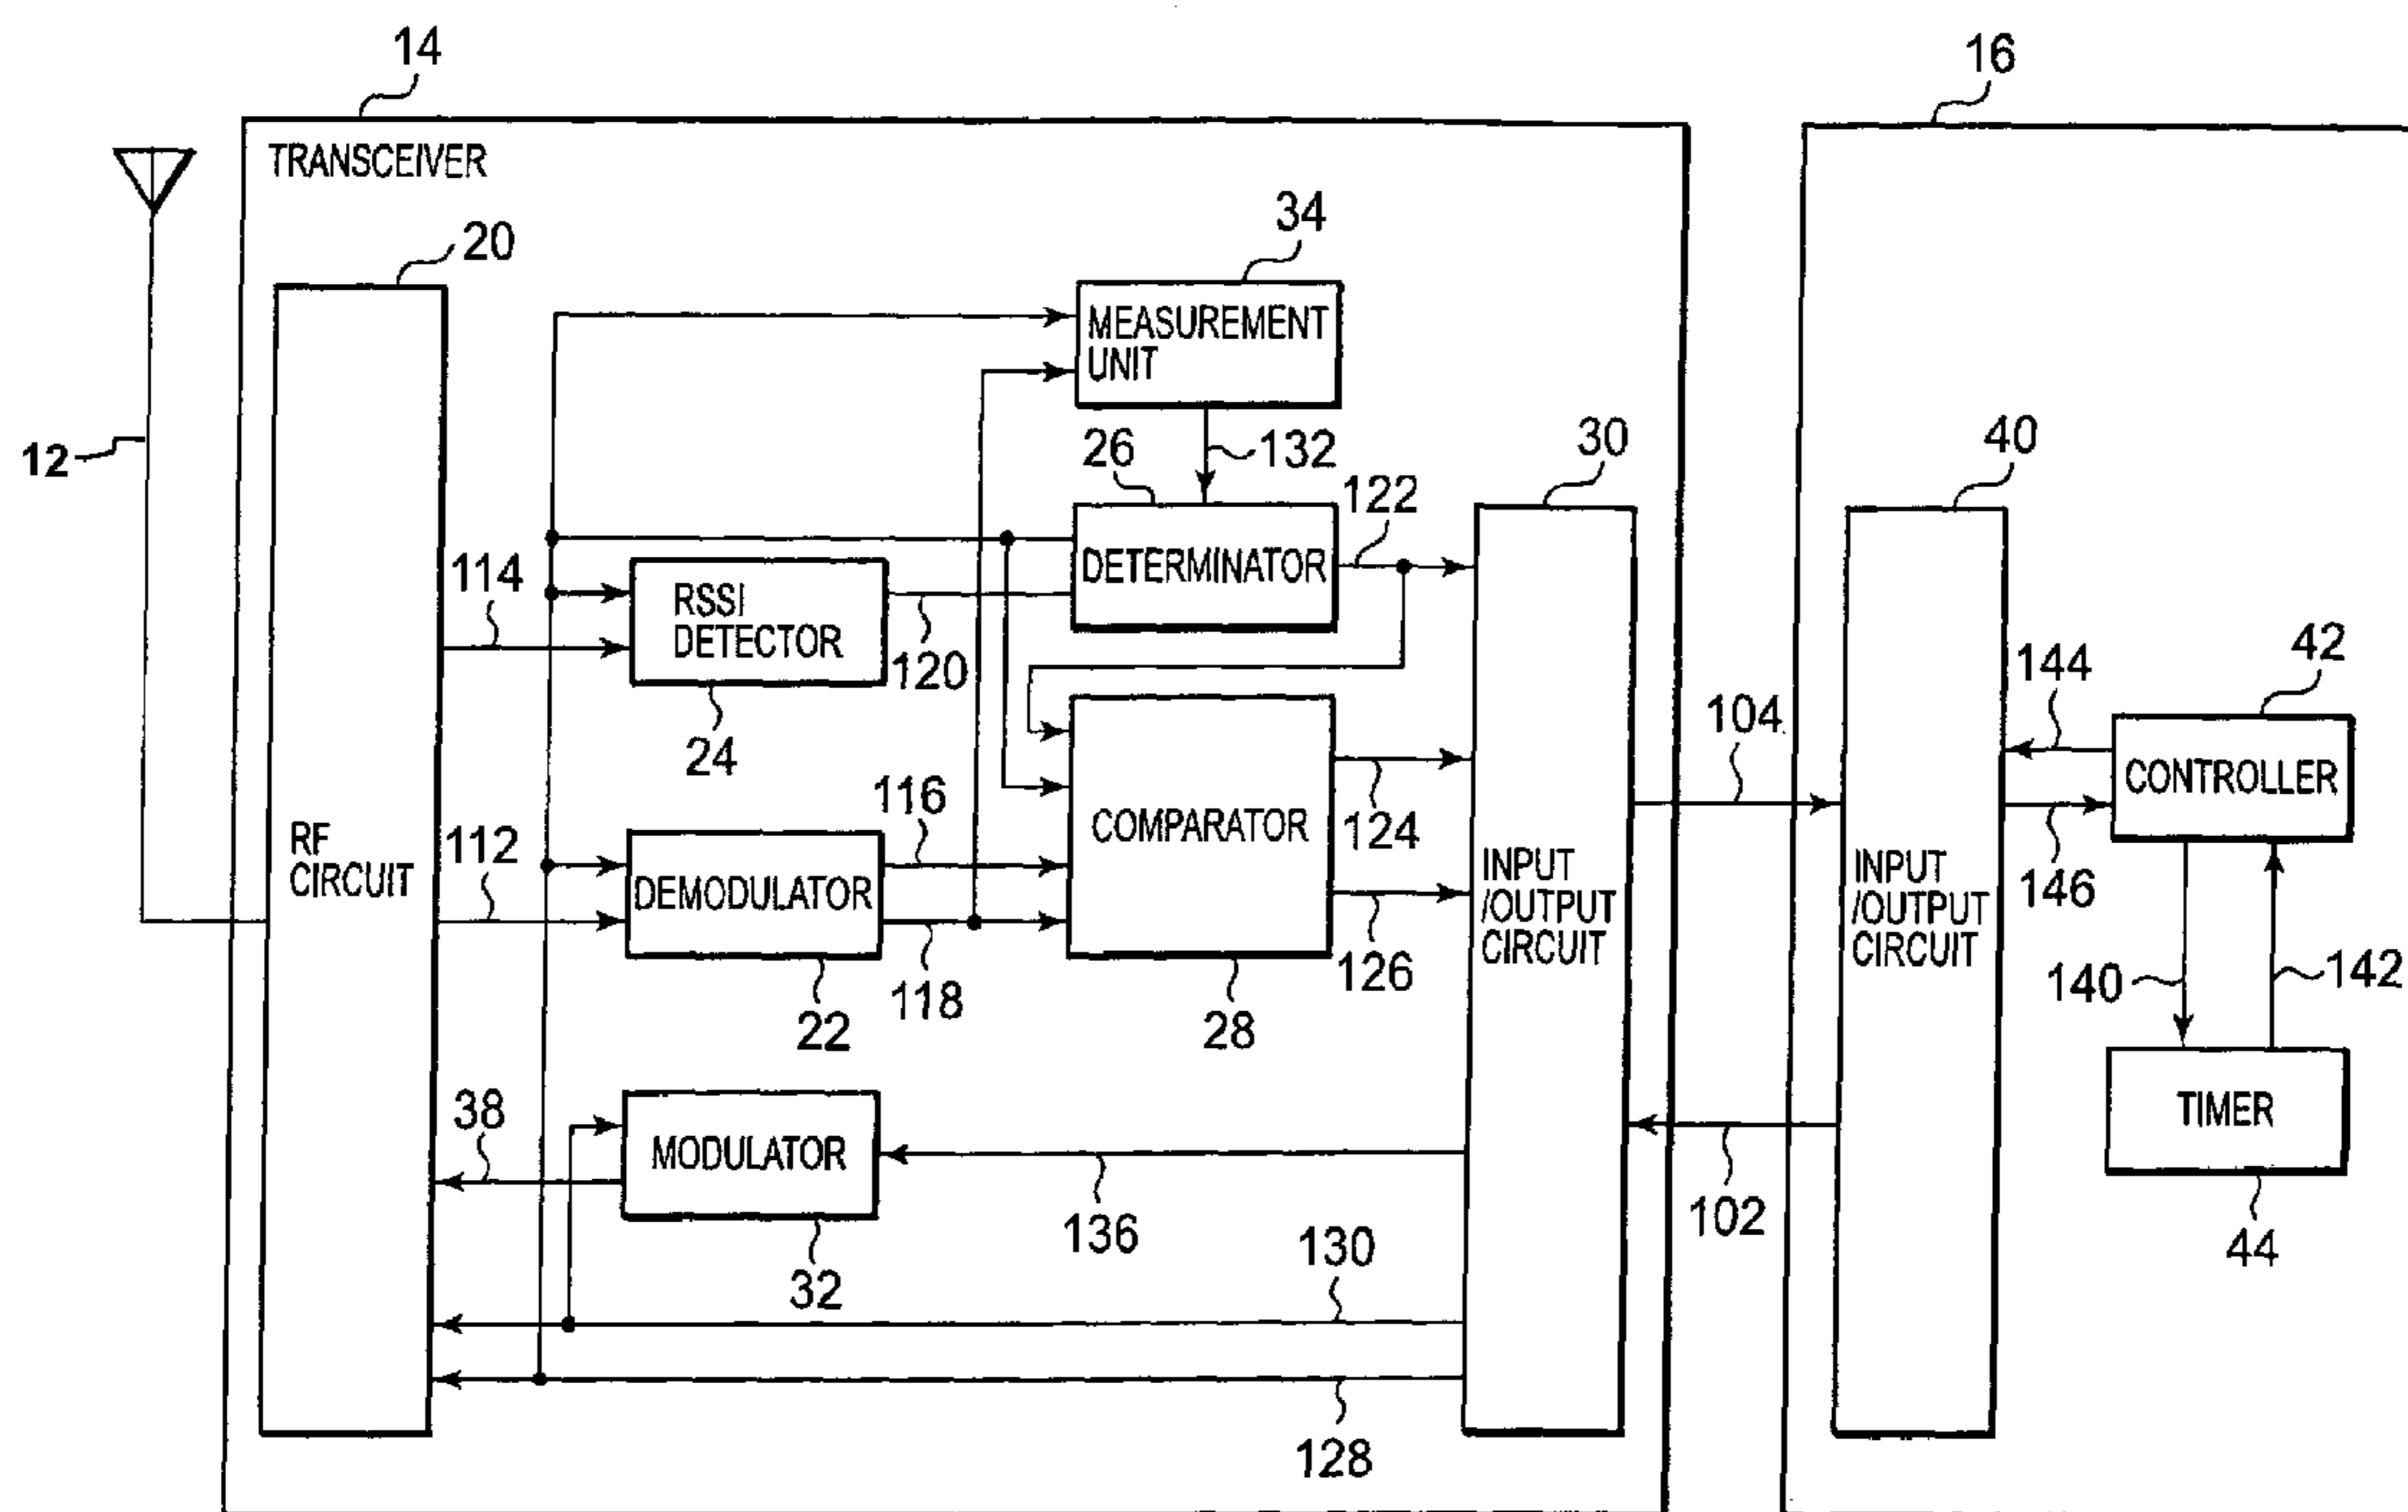 14
16
TRANSCEIVER
34
20
MEASUREMENT
UNIT
12
26
132
30
40
122
114
DETERMINATOR
RSSI
DETECTOR
120
144
42
24
104
116
COMPARATOR
124
CONTROLLER
RF
CIRCUIT
112
DEMODULATOR
INPUT
/OUTPUT
CIRCUIT
INPUT
/OUTPUT
CIRCUIT
146
126
118
140
142
22
28
38
MODULATOR
TIMER
136
102
130
44
32
128